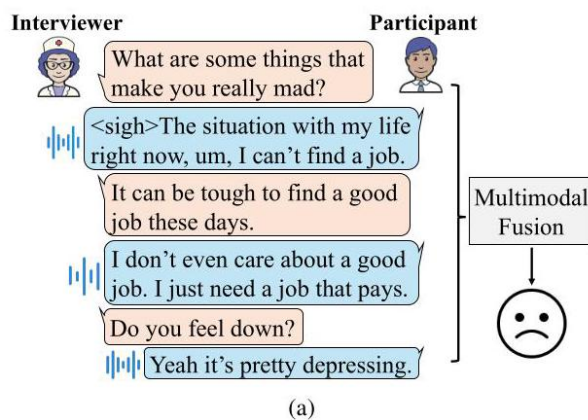 Interviewer
Participant
What are some things that
make you really mad?
<sigh>The situation with my life
right now, um, I can't find a job.
It can be tough to find a good
job these days.
I don't even care about a good
job. I just need a job that pays.
Do you feel down?
Yeah it's pretty depressing.
Multimodal
Fusion
(a)